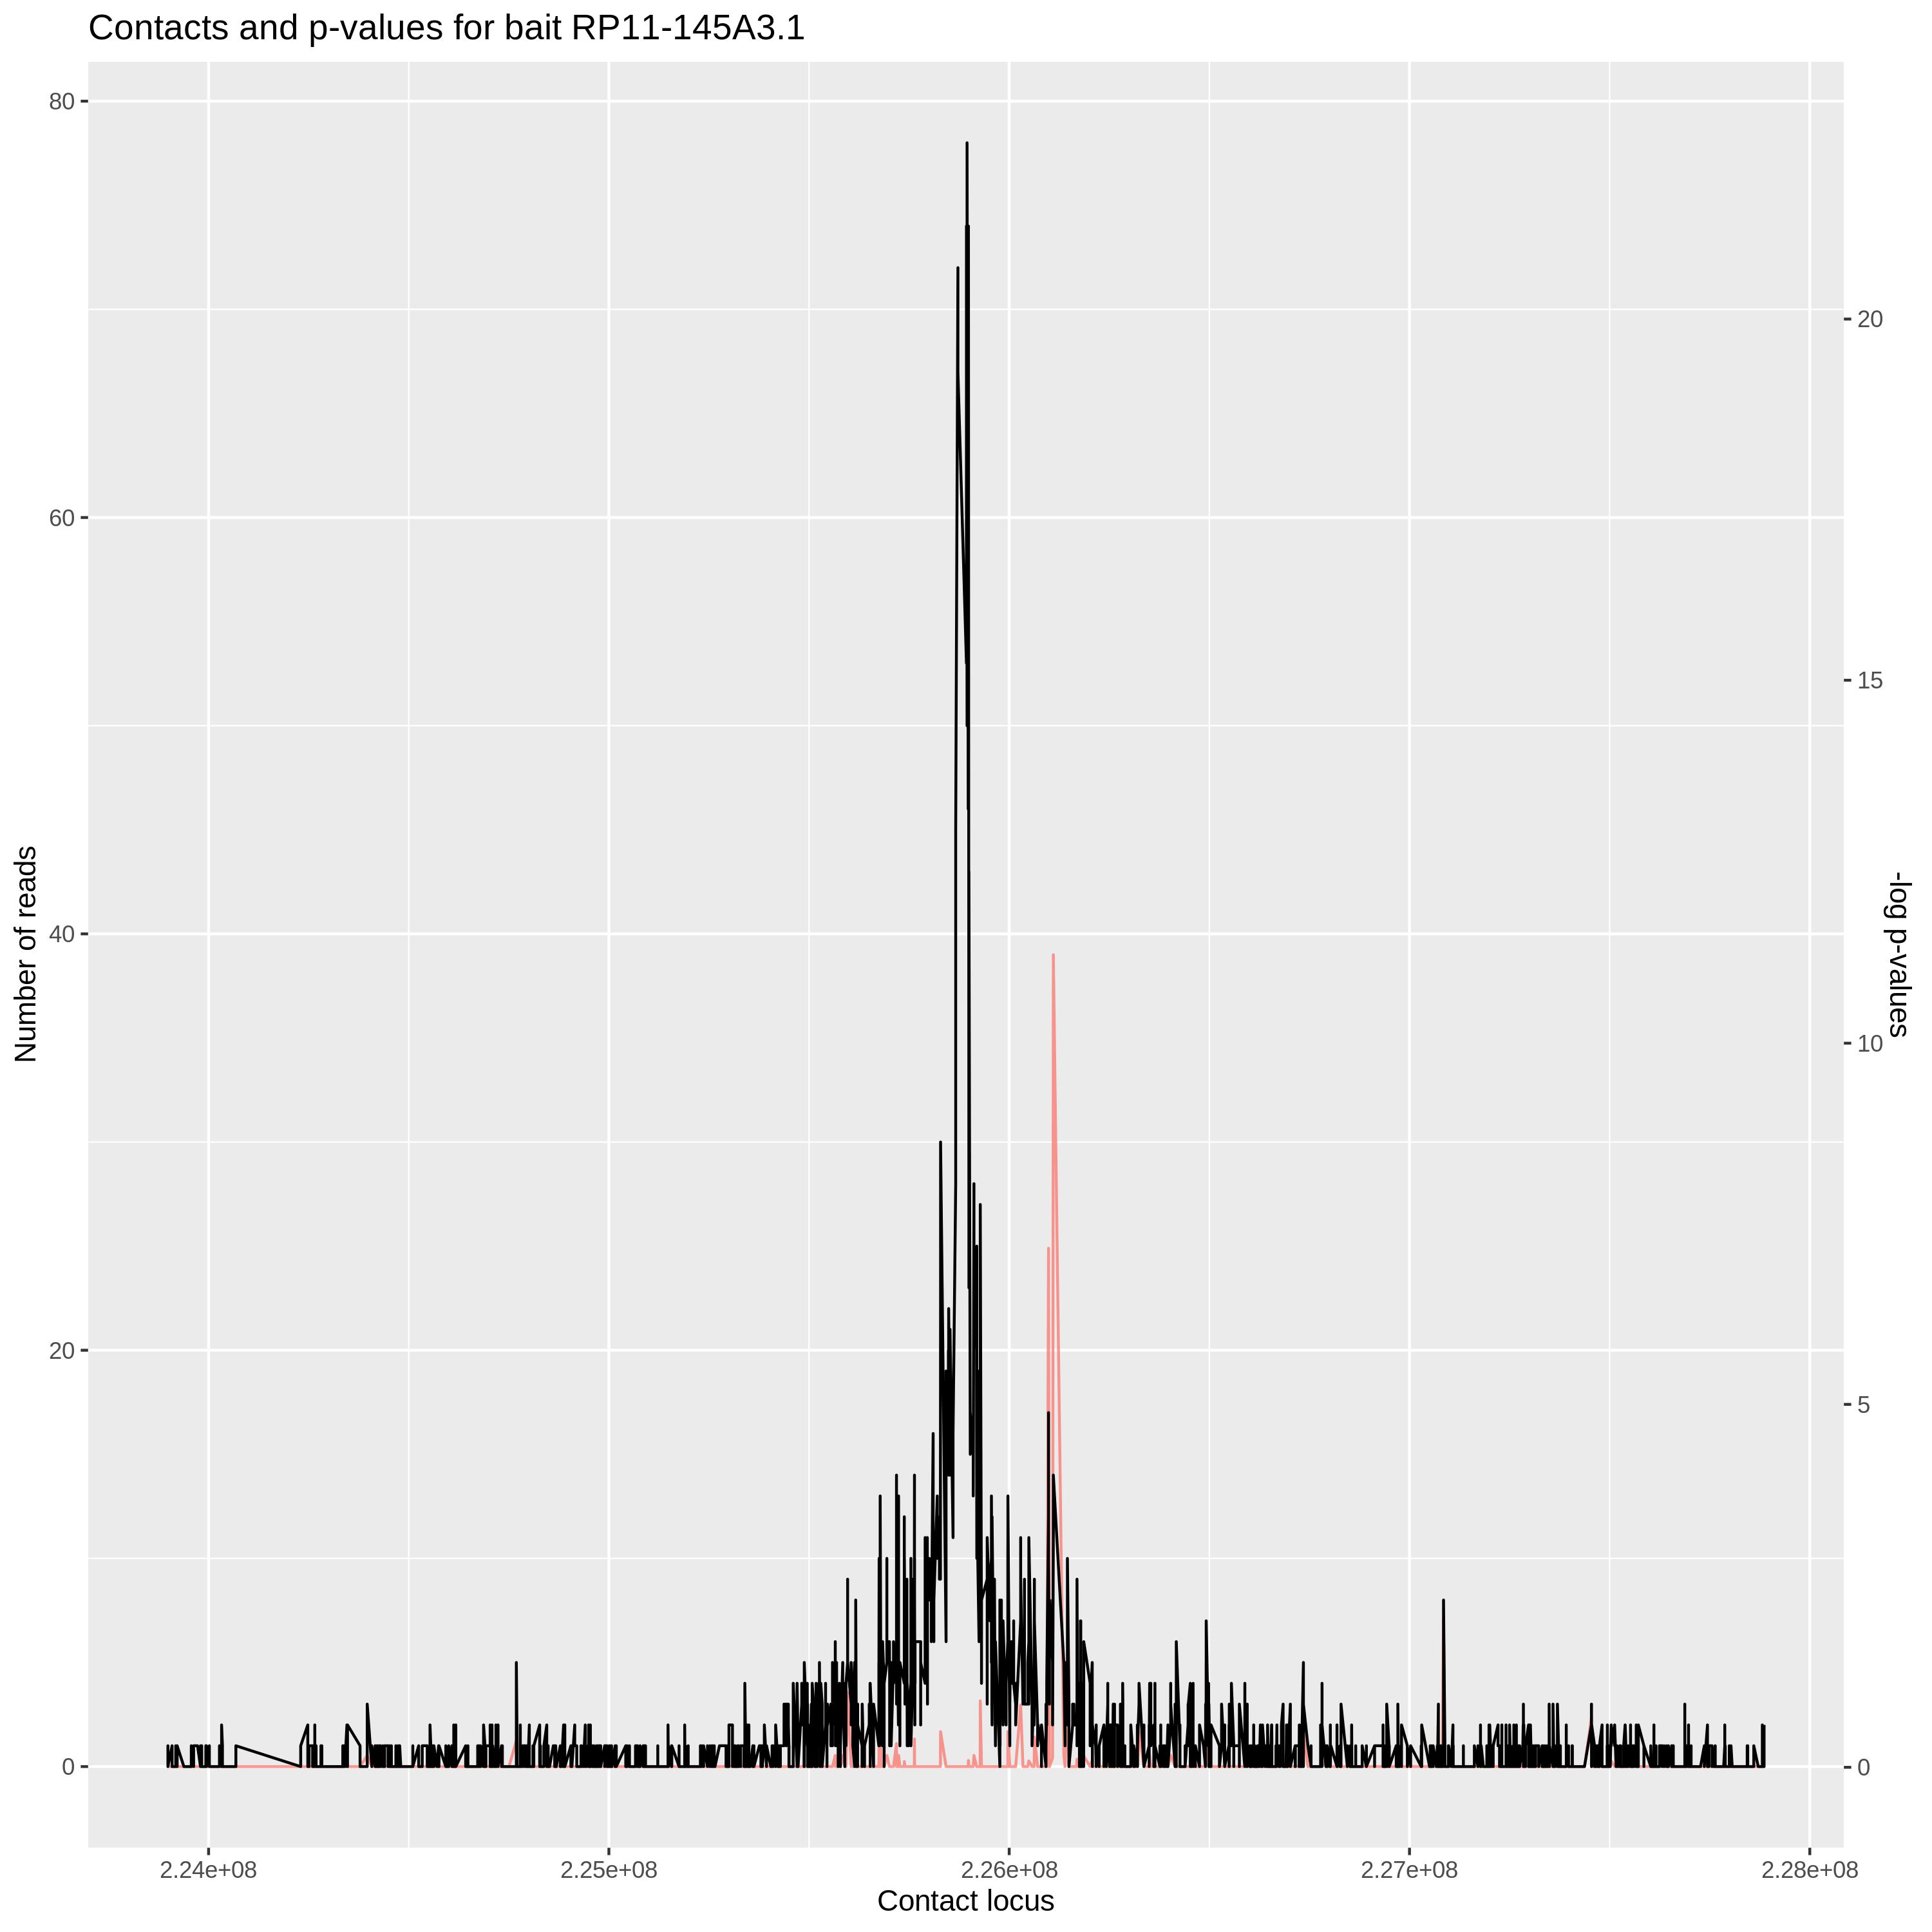 Contacts and p-values for bait RP11-145A3.1
80
60
40
20
0
Number of reads
20
15
10
5
0
-log p-values
2.24e+08
2.25e+08
2.26e+08
2.27e+08
2.28e+08
Contact locus